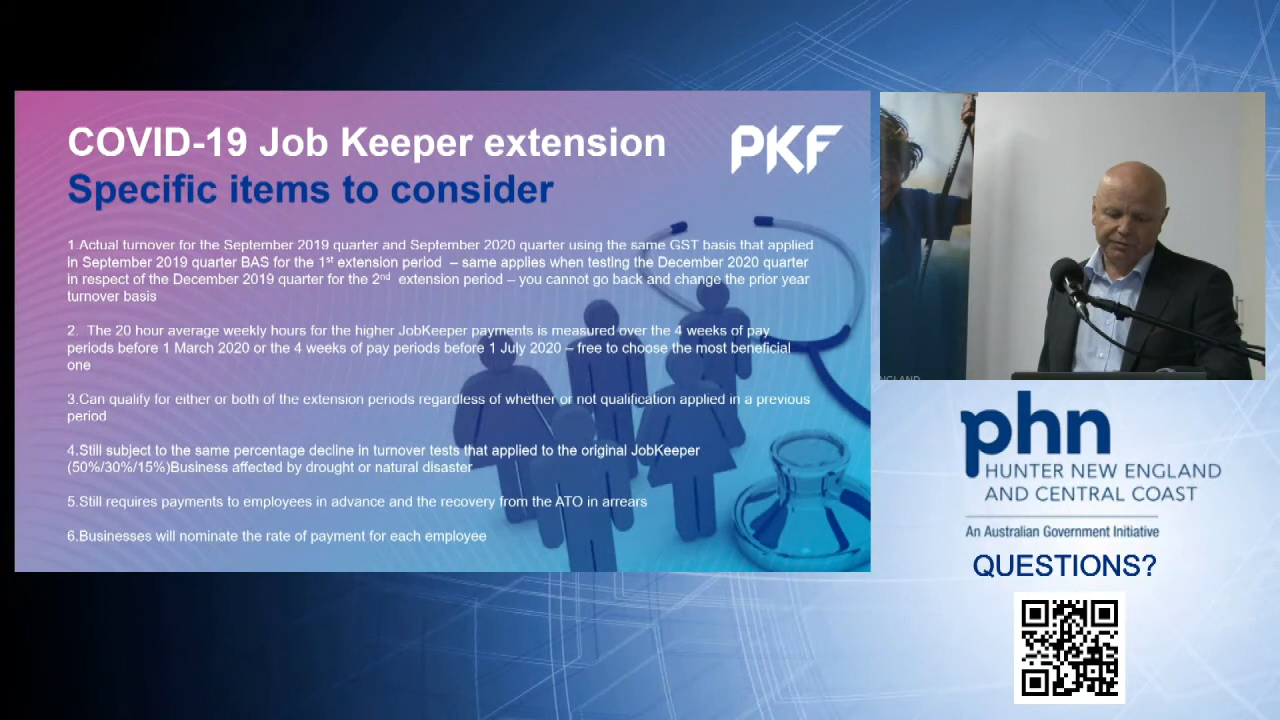 COVID-19 Job Keeper extension
Specific items to consider
PKF
1.Actual turnover for the September 2019 quarter and September 2020 quarter using the same GST basis that applied
in September 2019 quarter BAS for the 1st extension period – same applies when testing the December 2020 quarter
in respect of the December 2019 quarter for the 2nd extension period – you cannot go back and change the prior year
turnover basis
2. The 20 hour average weekly hours for the higher JobKeeper payments is measured over the 4 weeks of pay
periods before 1 March 2020 or the 4 weeks of pay periods before 1 July 2020 – free to choose the most beneficial
one
3.Can qualify for either or both of the extension periods regardless of whether or not qualification applied in a previous
period
4.Still subject to the same percentage decline in turnover tests that applied to the original JobKeeper
(50%/30%/15%)Business affected by drought or natural disaster
5.Still requires payments to employees in advance and the recovery from the ATO in arrears
6.Businesses will nominate the rate of payment for each employee
phn
HUNTER NEW ENGLAND
AND CENTRAL COAST
An Australian Government Initiative
QUESTIONS?